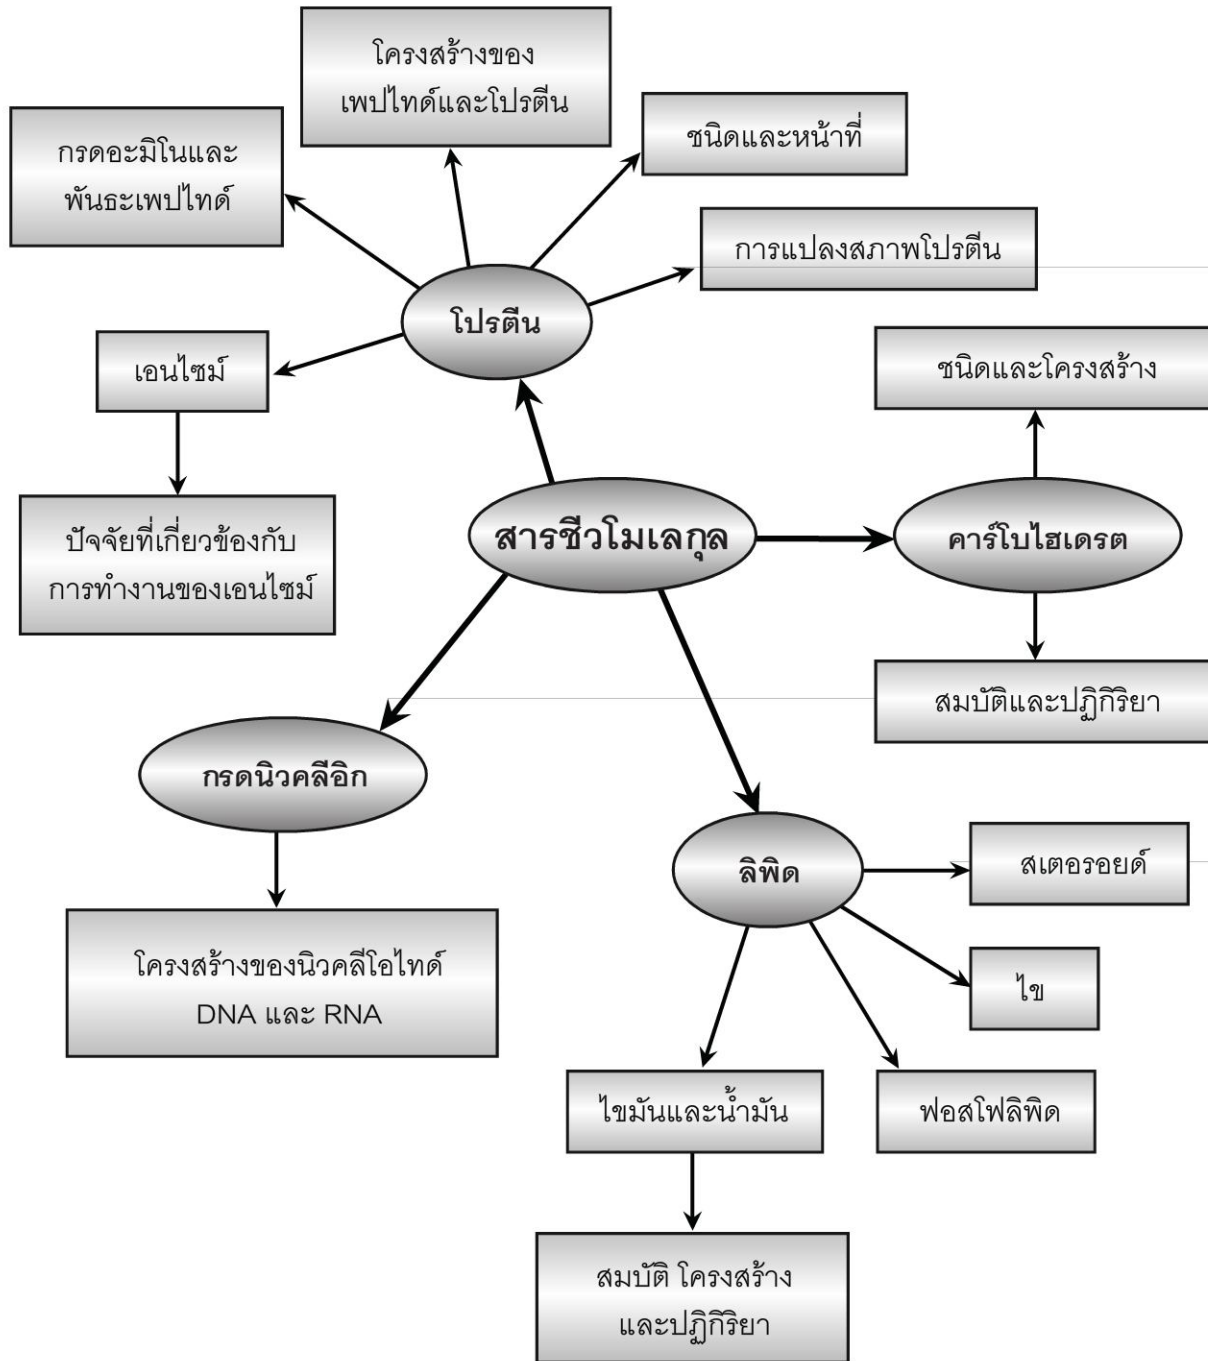 โครงสร้างของ
เพปไทด์และโปรตีน
ชนิดและหน้าที่
กรดอะมิโนและ
พันธะเพปไทด์
การแปลงสภาพโปรตีน
โปรตีน
เอนไซม์
ชนิดและโครงสร้าง
ปัจจัยที่เกี่ยวข้องกับ
การทำงานของเอนไซม์
สารชีวโมเลกุล
คาร์โบไฮเดรต
สมบัติและปฏิกิริยา
กรดนิวคลีอิก
ลิพิด
สเตอรอยด์
โครงสร้างของนิวคลีโอไทด์
DNA และ RNA
ไข
ไขมันและน้ำมัน
ฟอสโฟลิพิด
สมบัติ โครงสร้าง
และปฏิกิริยา